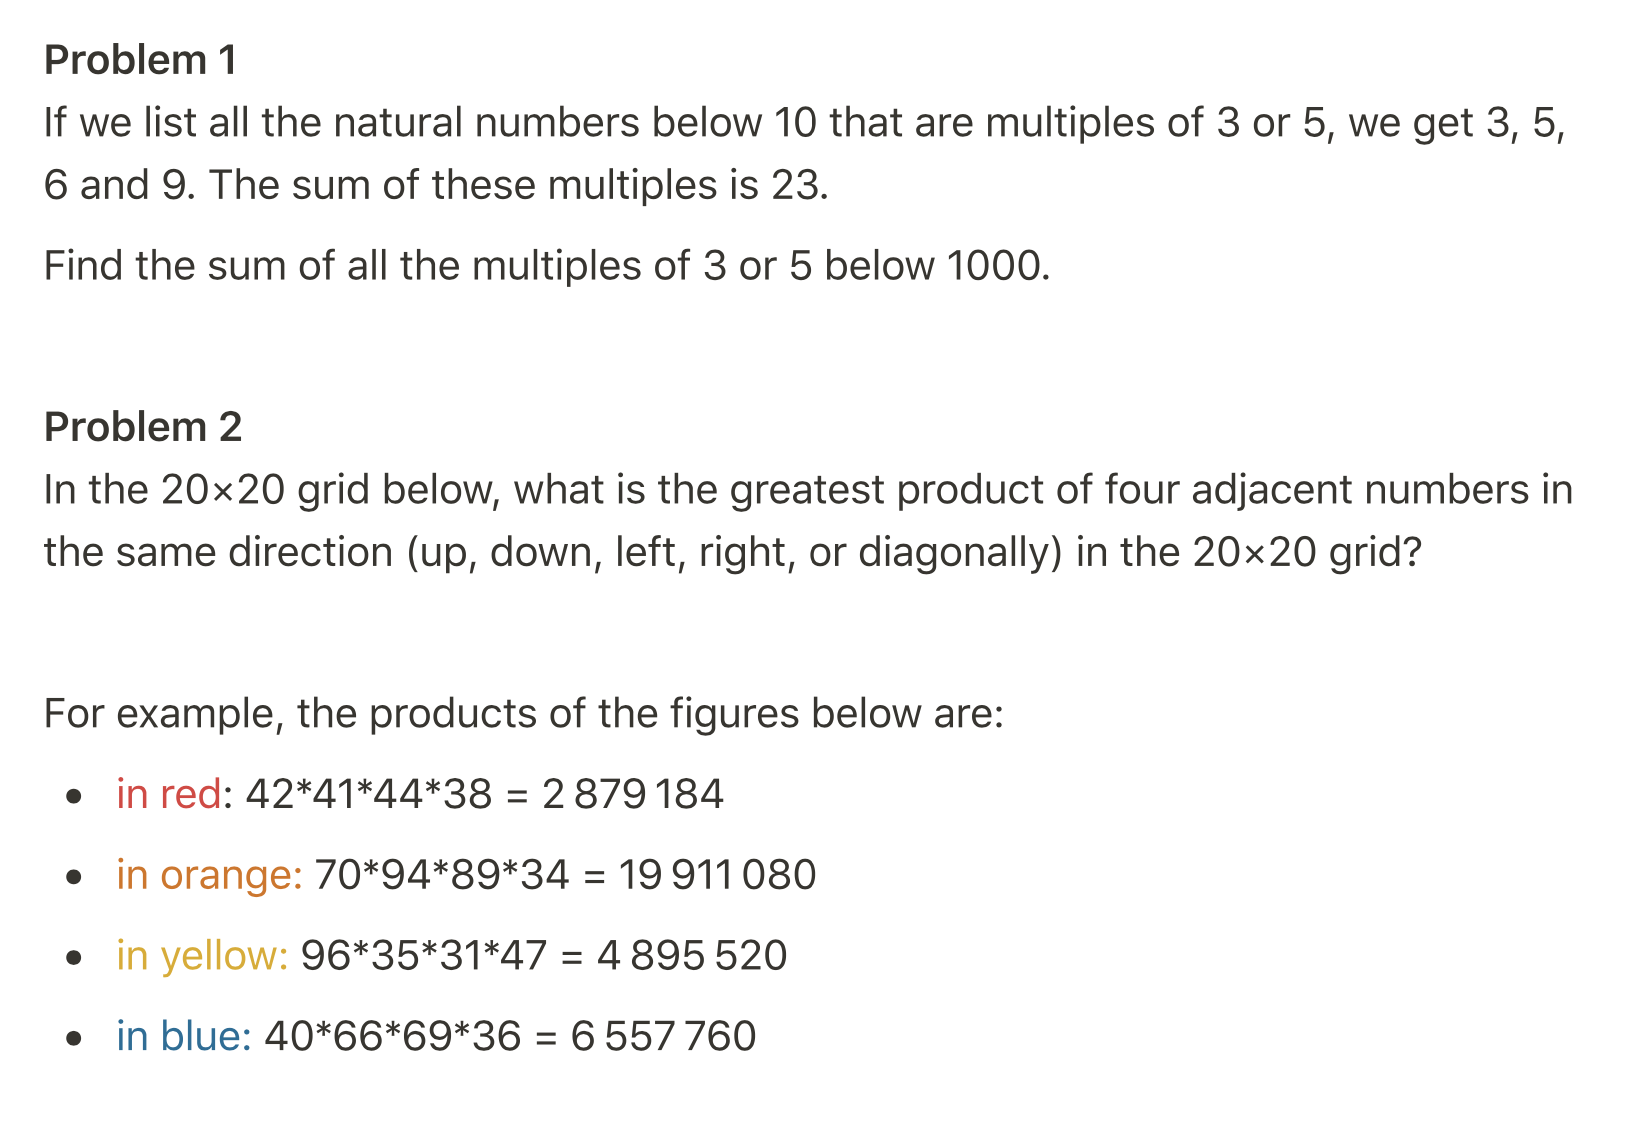 Problem 1
If we list all the natural numbers below 10 that are multiples of 3 or 5, we get 3, 5,
6 and 9. The sum of these multiples is 23.
Find the sum of all the multiples of 3 or 5 below 1000.
Problem 2
In the 20×20 grid below, what is the greatest product of four adjacent numbers in
the same direction (up, down, left, right, or diagonally) in the 20×20 grid?
For example, the products of the figures below are:
• in red: 42*41*44*38 = 2 879 184
• in orange: 70*94*89*34 = 19 911 080
• in yellow: 96*35*31*47 = 4 895 520
• in blue: 40*66*69*36 = 6 557 760